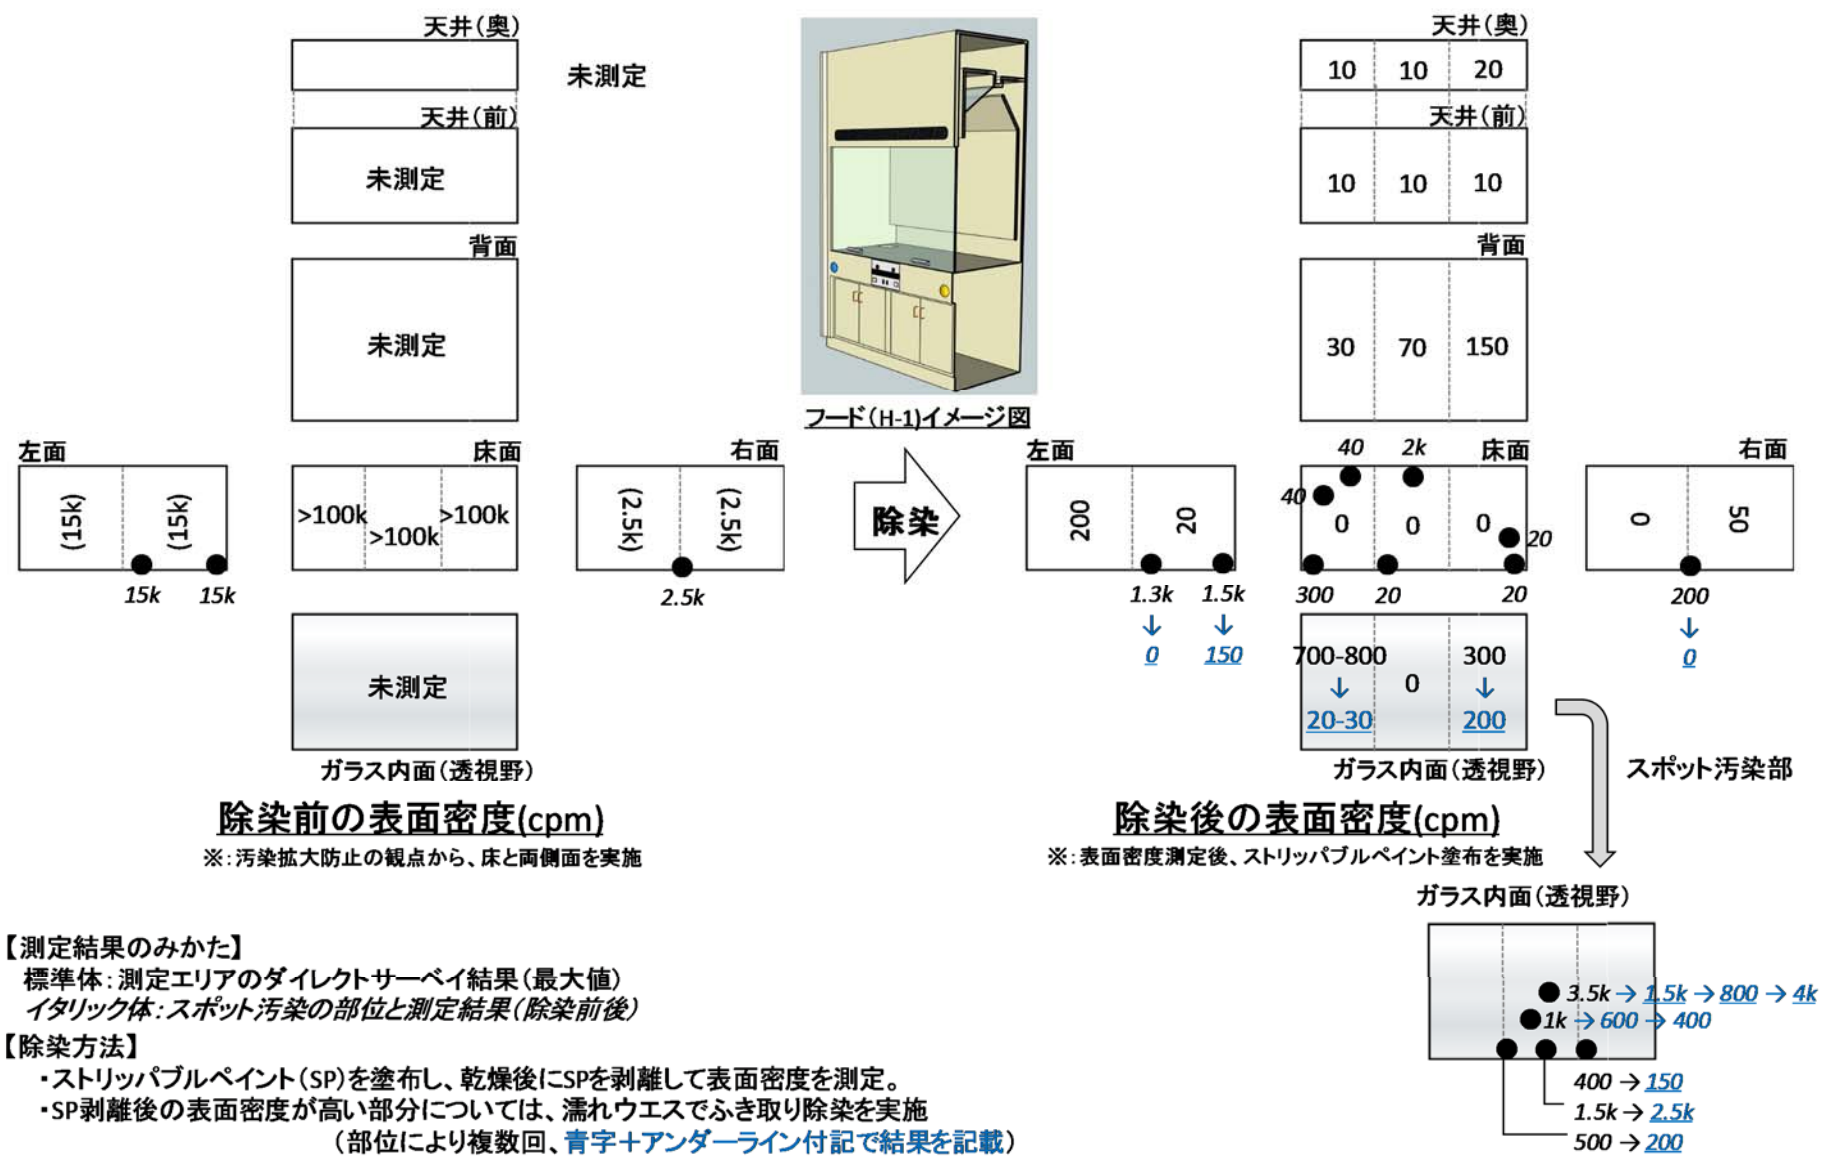 天井(奥)
未測定
天井(前)
未測定
背面
未測定
左面
(15k)
(15k)
15k
15k
床面
>100k
>100k
>100k
右面
(2.5k)
(2.5k)
2.5k
未測定
ガラス内面(透視野)
除染前の表面密度(cpm)
※:汚染拡大防止の観点から、床と両側面を実施
フード(H-1)イメージ図
除染
天井(奥)
10 10 20
天井(前)
10 10 10
背面
30 70 150
左面
200
20
1.3k 1.5k
↓ ↓
0 150
40 2k
床面
40
0 0 0
20
300 20 20
右面
0
50
200
↓
0
700-800 0 300
↓ ↓
20-30 200
ガラス内面(透視野)
スポット汚染部
除染後の表面密度(cpm)
※:表面密度測定後、ストリッパブルペイント塗布を実施
ガラス内面(透視野)
3.5k→1.5k→800→4k
1k→600→400
400→150
1.5k→2.5k
500→200
【測定結果のみかた】
標準体:測定エリアのダイレクトサーベイ結果(最大値)
イタリック体:スポット汚染の部位と測定結果(除染前後)
【除染方法】
・ストリッパブルペイント(SP)を塗布し、乾燥後にSPを剥離して表面密度を測定。
・SP剥離後の表面密度が高い部分については、濡れウエスでふき取り除染を実施
(部位により複数回、青字+アンダーライン付記で結果を記載)